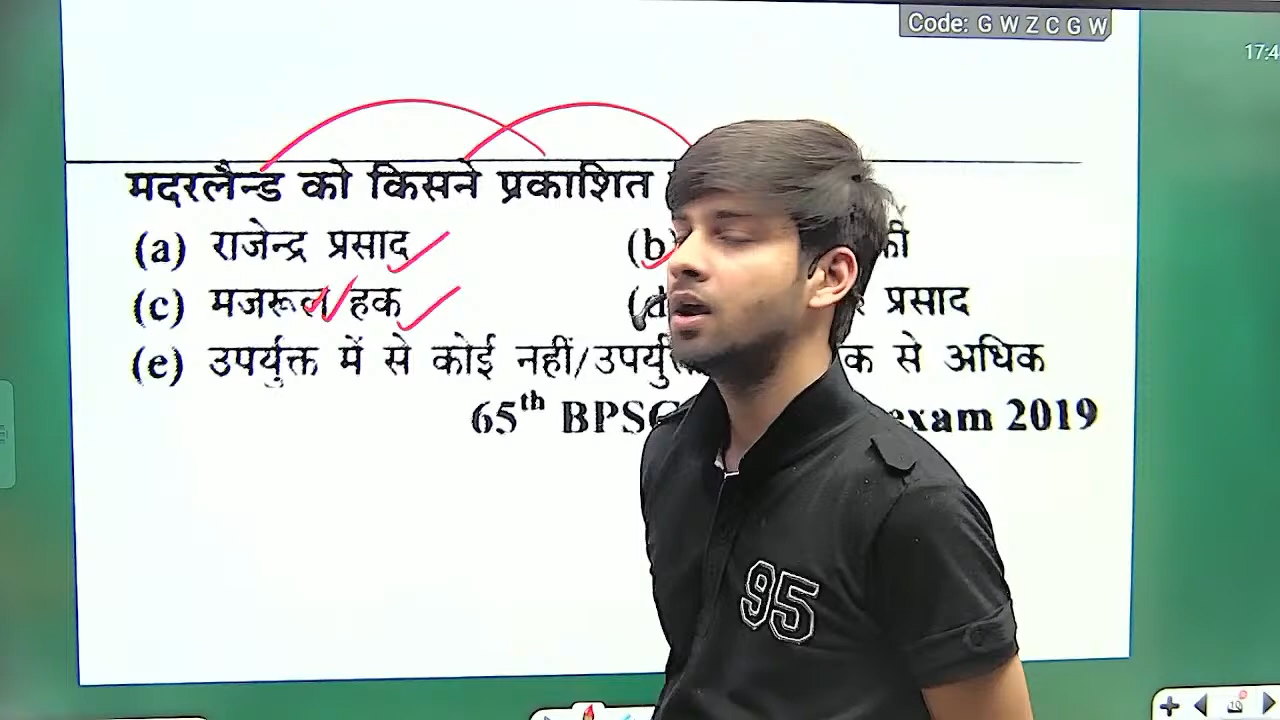 Code: G W Z C G W
17:4
मदरलैन्ड को किसने प्रकाशित
(a) राजेन्द्र प्रसाद (b)
(c) मजरूल हक (d प्रसाद
(e) उपर्युक्त में से कोई नहीं/उपर्यु क से अधिक
65th BPSC exam 2019
95